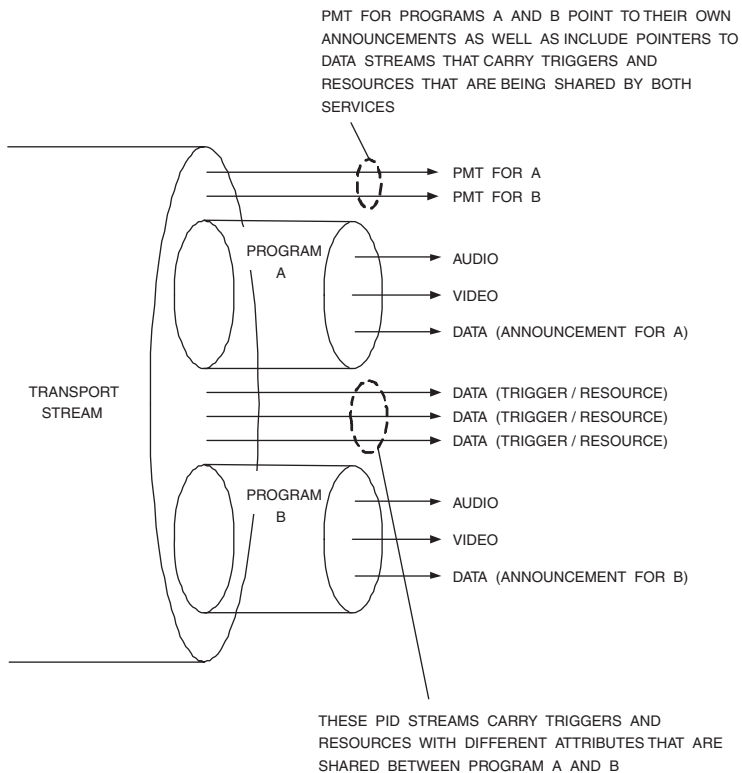 PMT FOR PROGRAMS A AND B POINT TO THEIR OWN
ANNOUNCEMENTS AS WELL AS INCLUDE POINTERS TO
DATA STREAMS THAT CARRY TRIGGERS AND
RESOURCES THAT ARE BEING SHARED BY BOTH
SERVICES
PMT FOR A
PMT FOR B
PROGRAM
A
AUDIO
VIDEO
DATA (ANNOUNCEMENT FOR A)
TRANSPORT
STREAM
DATA (TRIGGER / RESOURCE)
DATA (TRIGGER / RESOURCE)
DATA (TRIGGER / RESOURCE)
PROGRAM
B
AUDIO
VIDEO
DATA (ANNOUNCEMENT FOR B)
THESE PID STREAMS CARRY TRIGGERS AND
RESOURCES WITH DIFFERENT ATTRIBUTES THAT ARE
SHARED BETWEEN PROGRAM A AND B